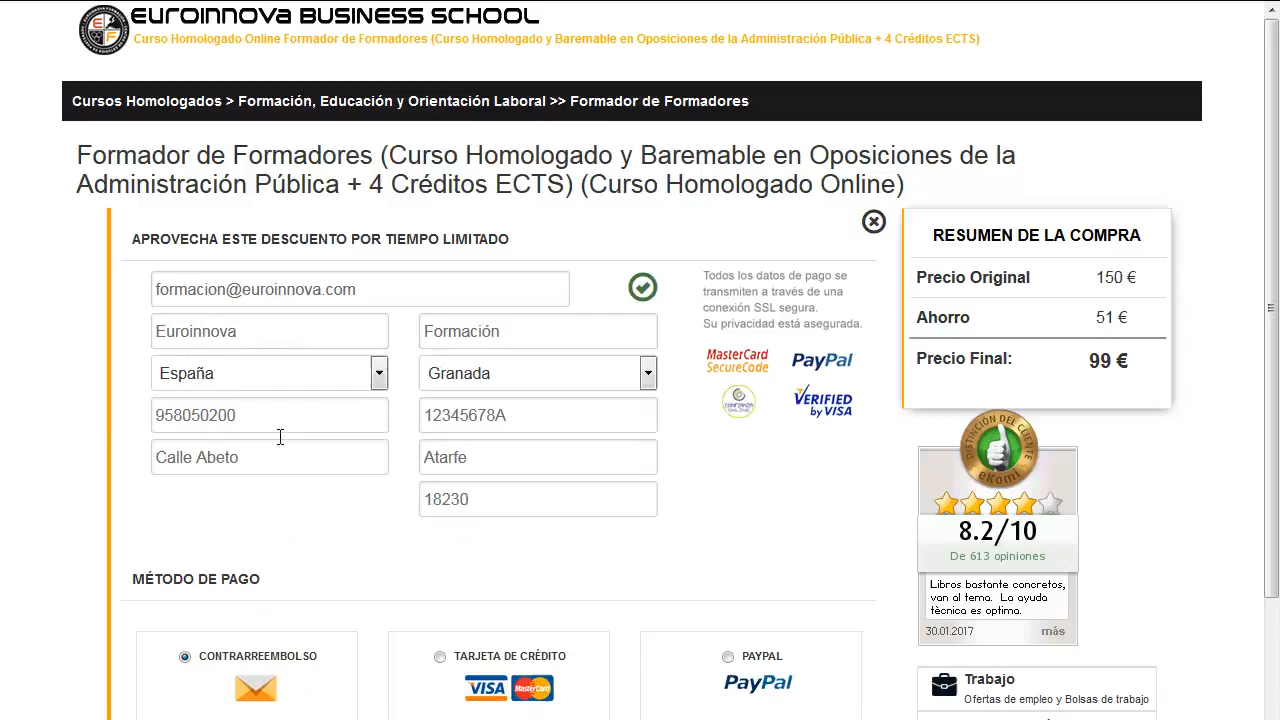 EUROINNOVA BUSINESS SCHOOL
Curso Homologado Online Formador de Formadores (Curso Homologado y Baremable en Oposiciones de la Administración Pública + 4 Créditos ECTS)
Cursos Homologados > Formación, Educación y Orientación Laboral >> Formador de Formadores
Formador de Formadores (Curso Homologado y Baremable en Oposiciones de la
Administración Pública + 4 Créditos ECTS) (Curso Homologado Online)
APROVECHA ESTE DESCUENTO POR TIEMPO LIMITADO
formacion@euroinnova.com
Euroinnova
Formación
España
Granada
958050200
12345678A
Calle Abeto
Atarfe
18230
Todos los datos de pago se
transmiten a través de una
conexión SSL segura.
Su privacidad está asegurada.
MasterCard
SecureCode
PayPal
CONFIANZA
ONLINE
VERIFIED
by VISA
RESUMEN DE LA COMPRA
Precio Original 150 €
Ahorro 51 €
Precio Final: 99 €
DISTINCIÓN DEL CLIENTE
eKomi
8.2/10
De 613 opiniones
Libros bastante concretos,
van al tema. La ayuda
tècnica es optima.
30.01.2017 más
Trabajo
Ofertas de empleo y Bolsas de trabajo
MÉTODO DE PAGO
CONTRARREEMBOLSO
TARJETA DE CRÉDITO
VISA MasterCard
PAYPAL
PayPal